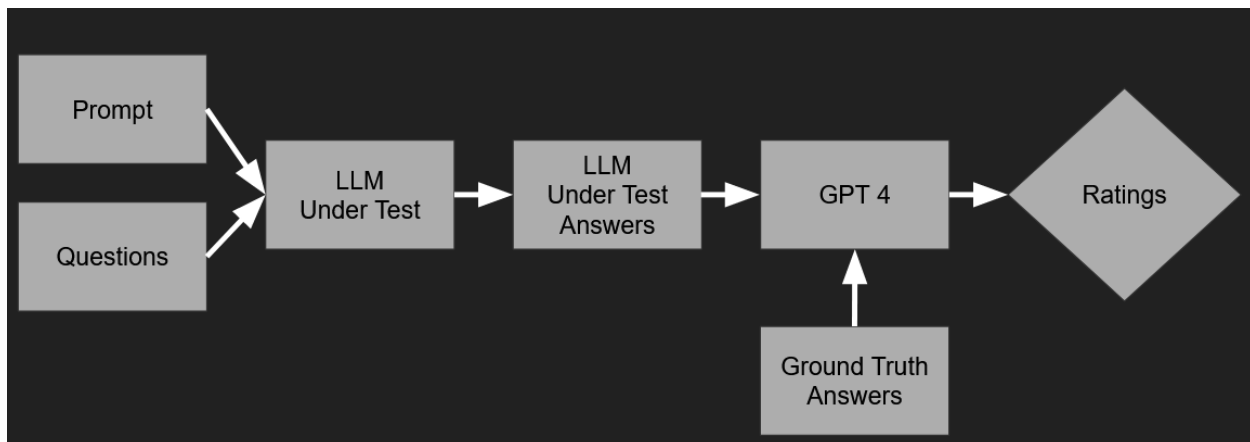 Prompt
Questions
LLM
Under Test
LLM
Under Test
Answers
GPT 4
Ratings
Ground Truth
Answers